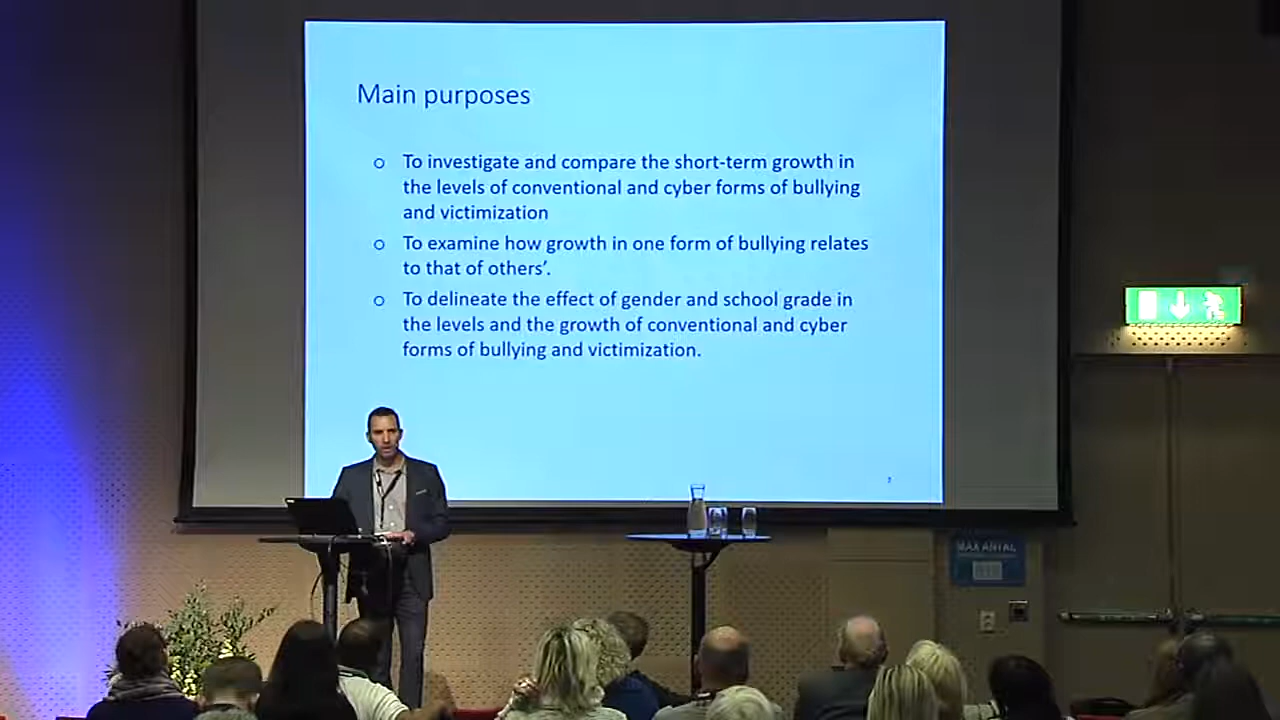 Main purposes
○ To investigate and compare the short-term growth in
the levels of conventional and cyber forms of bullying
and victimization
○ To examine how growth in one form of bullying relates
to that of others’.
○ To delineate the effect of gender and school grade in
the levels and the growth of conventional and cyber
forms of bullying and victimization.
MAX ANTAL